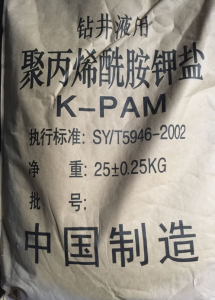 钻井液用
聚丙烯酰胺钾盐
K-PAM
执行标准: SY/T5946-2002
净 重: 25±0.25KG
批 号:
中国制造